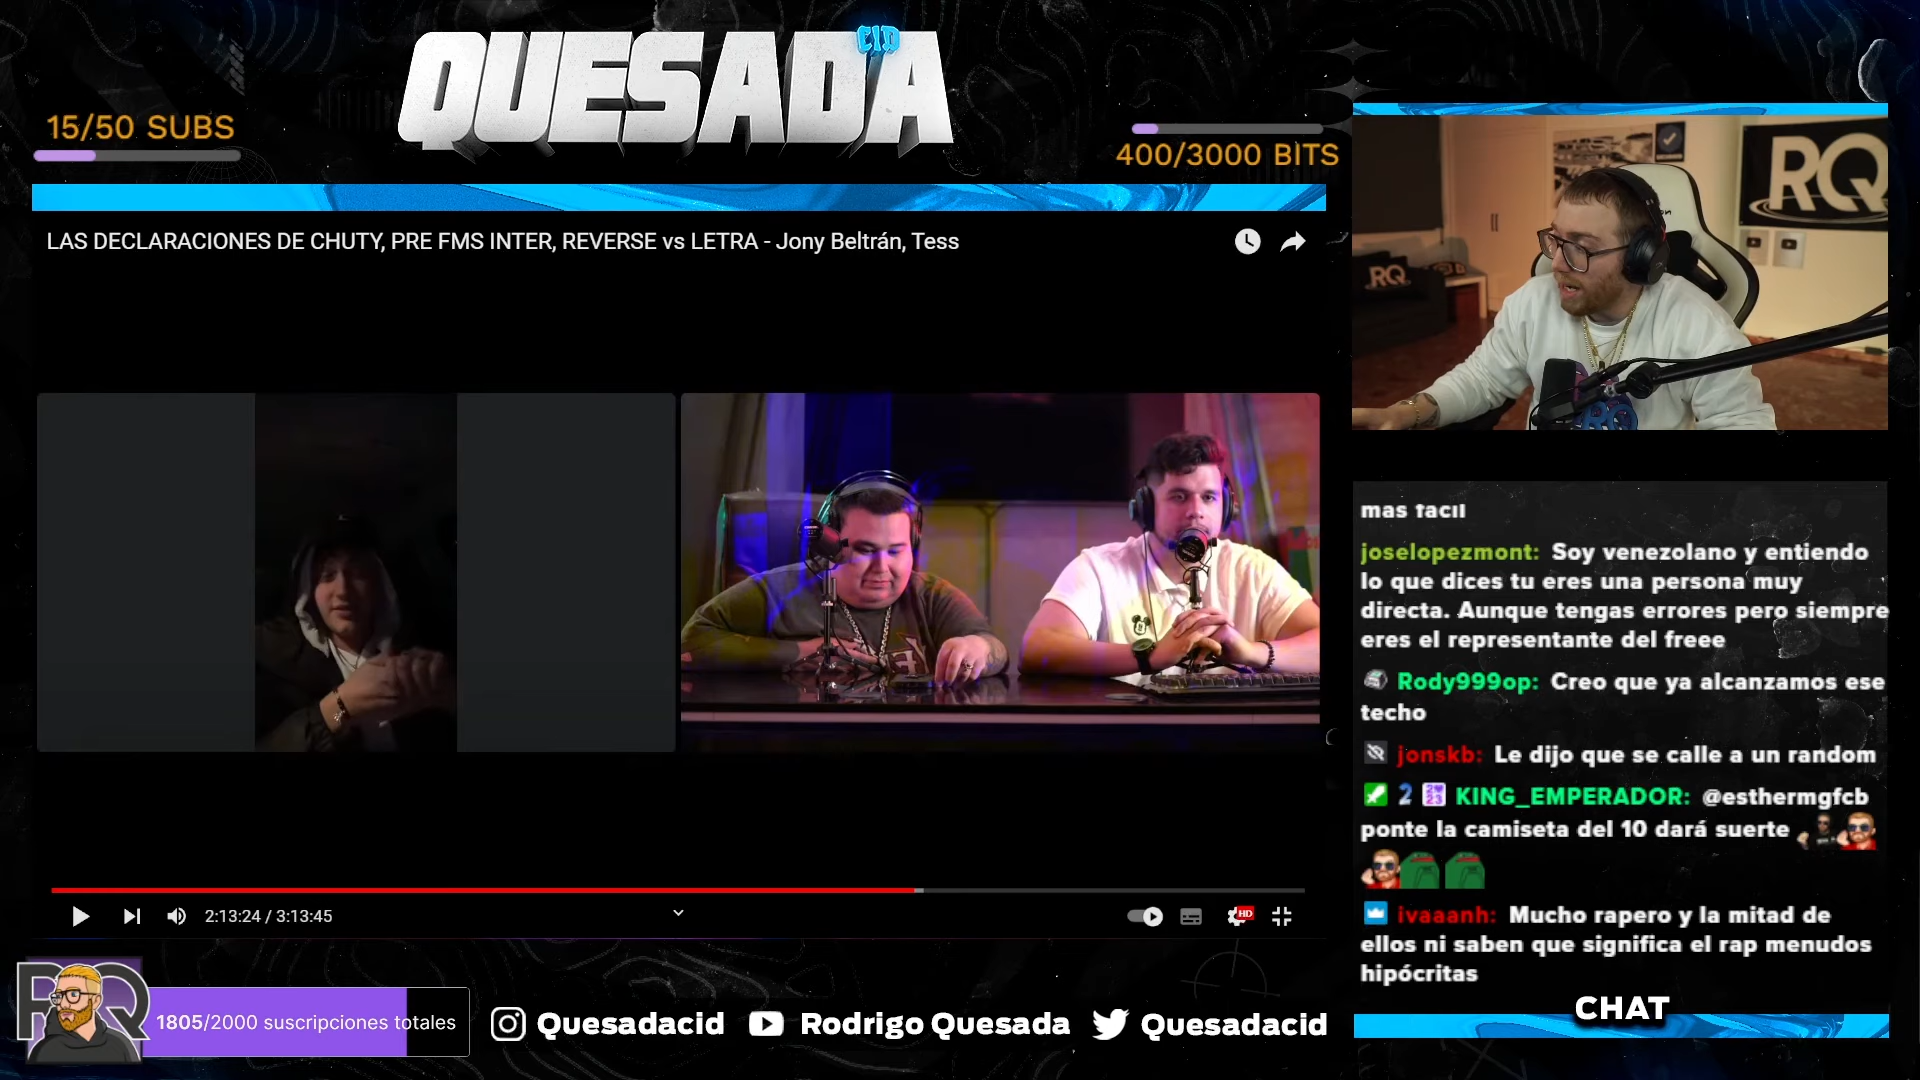 QUESADA
CID
15/50 SUBS
400/3000 BITS
LAS DECLARACIONES DE CHUTY, PRE FMS INTER, REVERSE vs LETRA - Jony Beltrán, Tess
RQ
RQ
RQ
mas facil
joselopezmont: Soy venezolano y entiendo
lo que dices tu eres una persona muy
directa. Aunque tengas errores pero siempre
eres el representante del freee
Rody999op: Creo que ya alcanzamos ese
techo
jonskb: Le dijo que se calle a un random
2 2023 KING_EMPERADOR: @esthermgfcb
ponte la camiseta del 10 dará suerte
ivaaanh: Mucho rapero y la mitad de
ellos ni saben que significa el rap menudos
hipócritas
CHAT
2:13:24 / 3:13:45
HD
RQ
1805/2000 suscripciones totales
Quesadacid
Rodrigo Quesada
Quesadacid